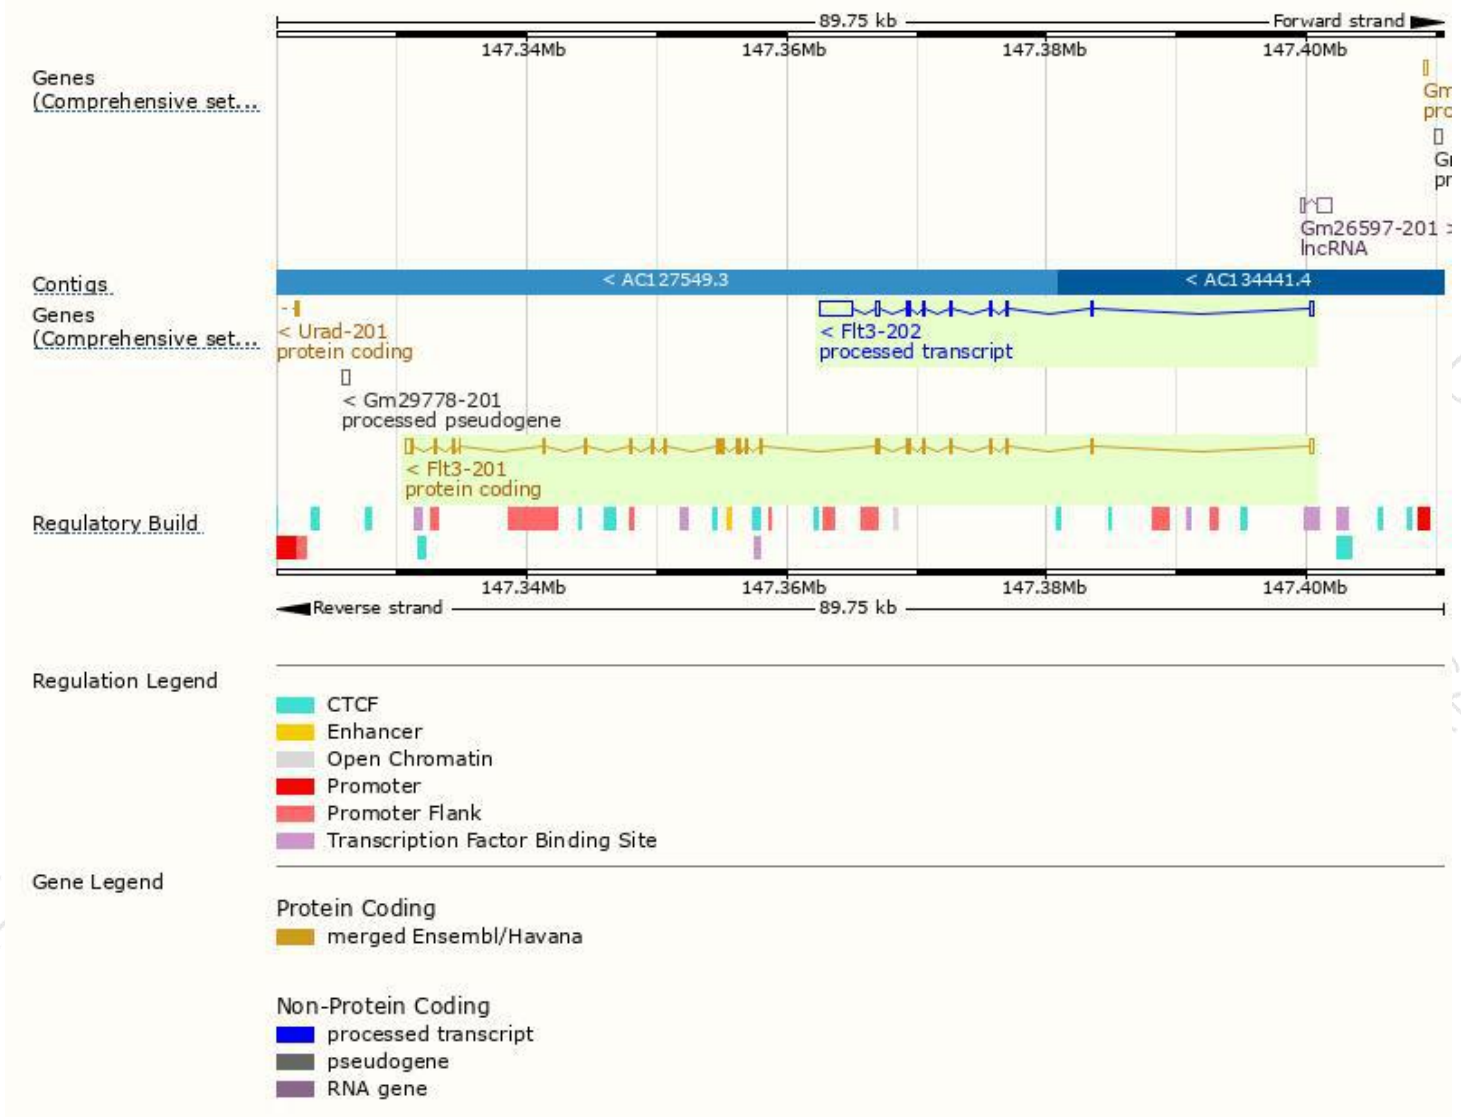 89.75 kb
Forward strand
147.34Mb 147.36Mb 147.38Mb 147.40Mb
Genes
(Comprehensive set...
Gm
pro
G
pr
Gm26597-201 >
lncRNA
Contigs
< AC127549.3
< AC134441.4
Genes
(Comprehensive set...
< Urad-201
protein coding
< Flt3-202
processed transcript
< Gm29778-201
processed pseudogene
< Flt3-201
protein coding
Regulatory Build
147.34Mb 147.36Mb 147.38Mb 147.40Mb
Reverse strand
89.75 kb
Regulation Legend
CTCF
Enhancer
Open Chromatin
Promoter
Promoter Flank
Transcription Factor Binding Site
Gene Legend
Protein Coding
merged Ensembl/Havana
Non-Protein Coding
processed transcript
pseudogene
RNA gene